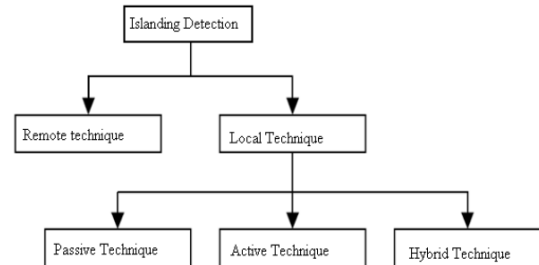 Islanding Detection
Remote technique
Local Technique
Passive Technique
Active Technique
Hybrid Technique